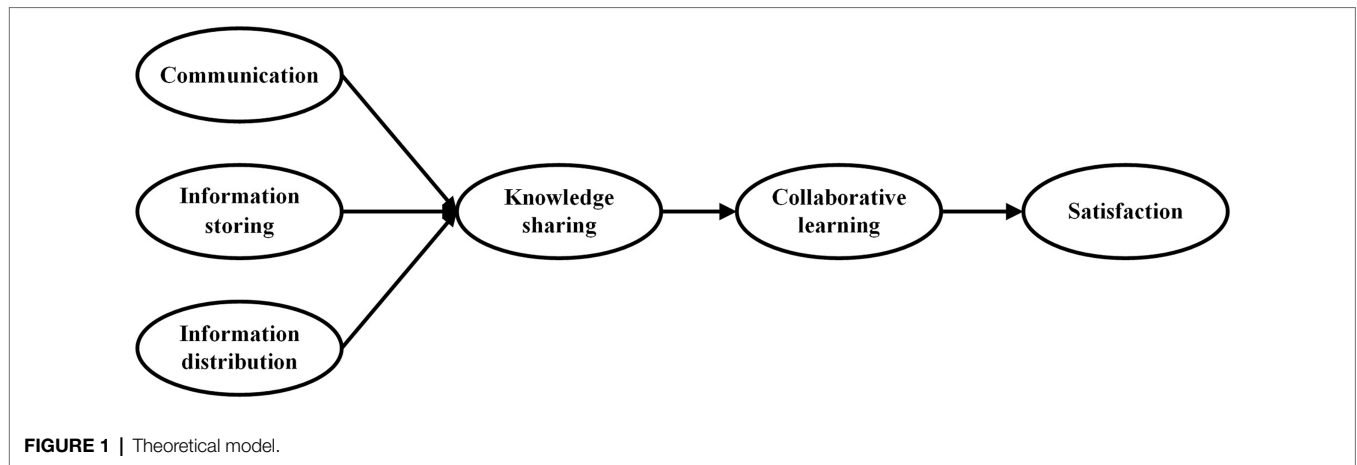 Communication
Information
storing
Knowledge
sharing
Collaborative
learning
Satisfaction
Information
distribution
FIGURE 1 | Theoretical model.